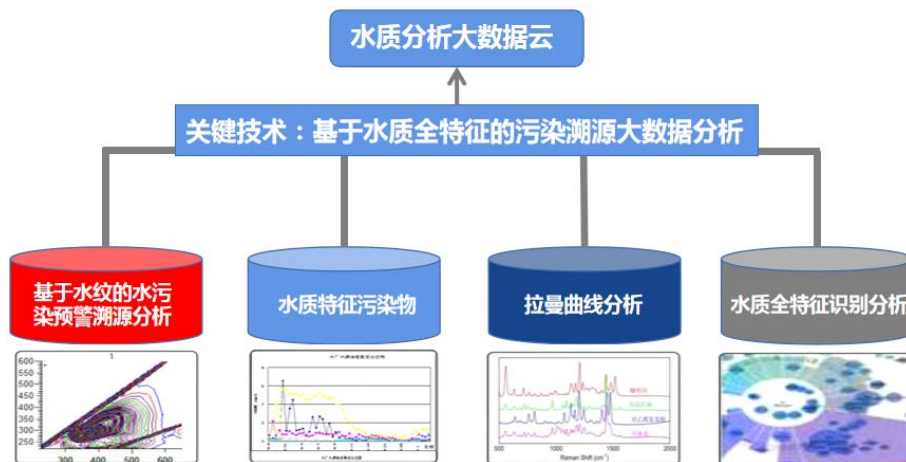 水质分析大数据云
关键技术：基于水质全特征的污染溯源大数据分析
基于水纹的水污
染预警溯源分析
水质特征污染物
拉曼曲线分析
水质全特征识别分析
1
600
550
500
450
400
350
300
250
200 300 400 500 600
500 1000 1500 2000
Raman Shift (cm⁻¹)